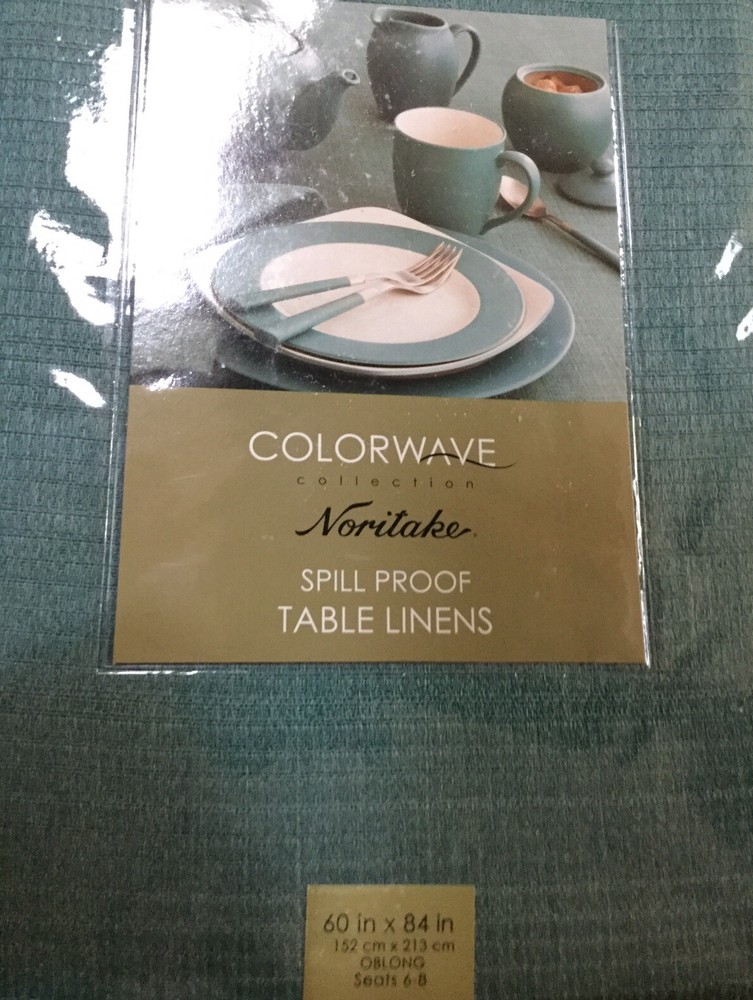 COLORWAVE
collection
Noritake
SPILL PROOF
TABLE LINENS
60 in x 84 in
152 cm x 213 cm
OBLONG
Seats 6-8